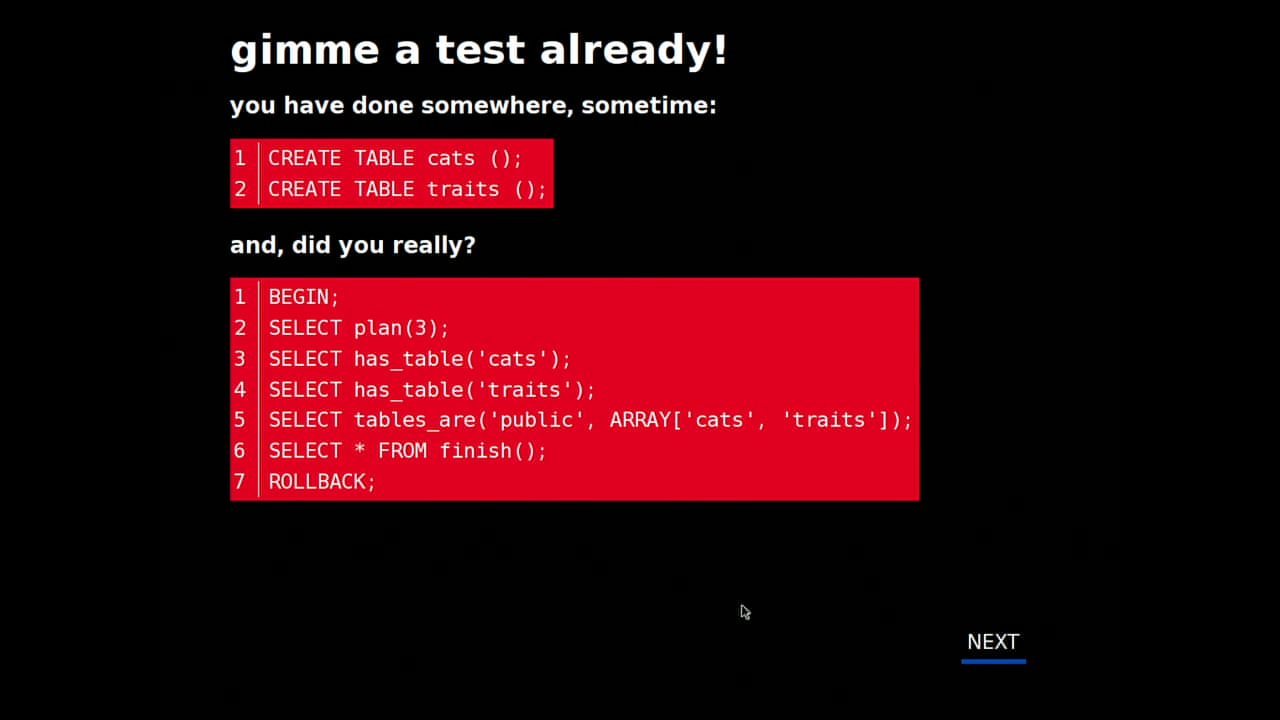 gimme a test already!
you have done somewhere, sometime:
1 CREATE TABLE cats ();
2 CREATE TABLE traits ();
and, did you really?
1 BEGIN;
2 SELECT plan(3);
3 SELECT has_table('cats');
4 SELECT has_table('traits');
5 SELECT tables_are('public', ARRAY['cats', 'traits']);
6 SELECT * FROM finish();
7 ROLLBACK;
NEXT